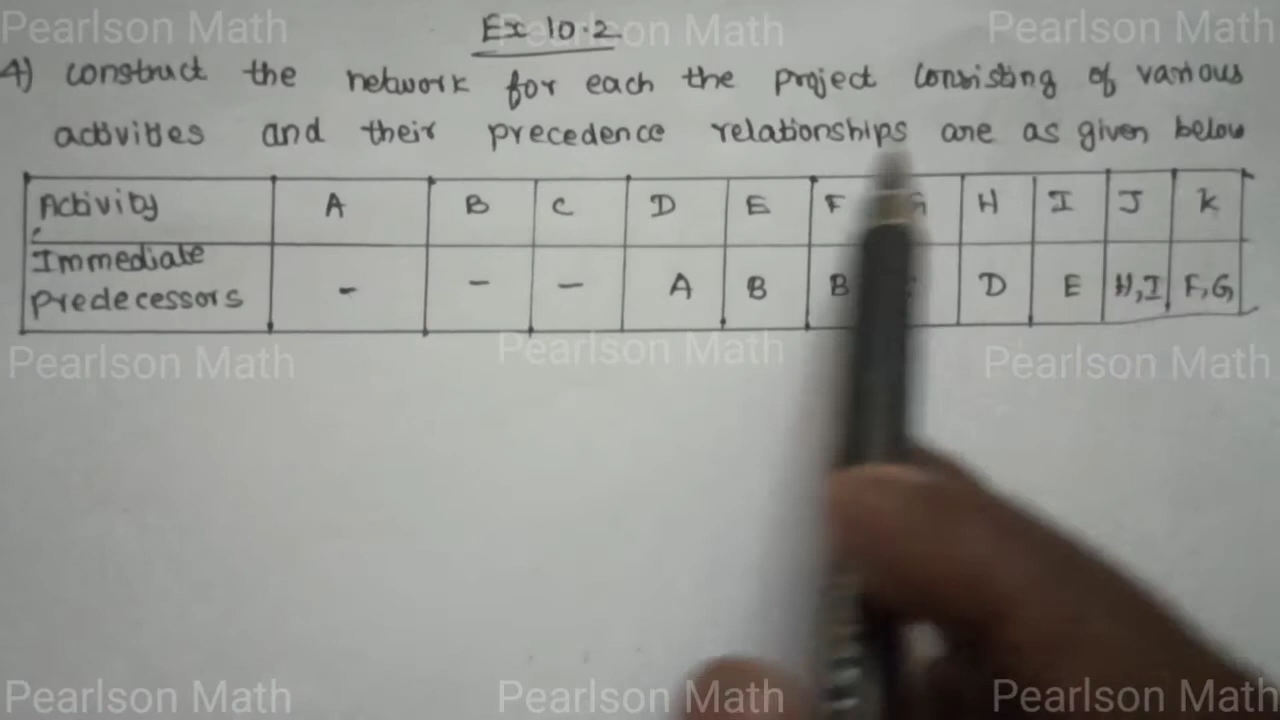 Pearlson Math Pearlson Math Pearlson Math
Ex 10.2
4) construct the network for each the project consisting of various
activities and their precedence relationships are as given below
Activity A B C D E F G H I J K
Immediate predecessors - - - A B B D E H,I F,G
Pearlson Math Pearlson Math Pearlson Math
Pearlson Math Pearlson Math Pearlson Math